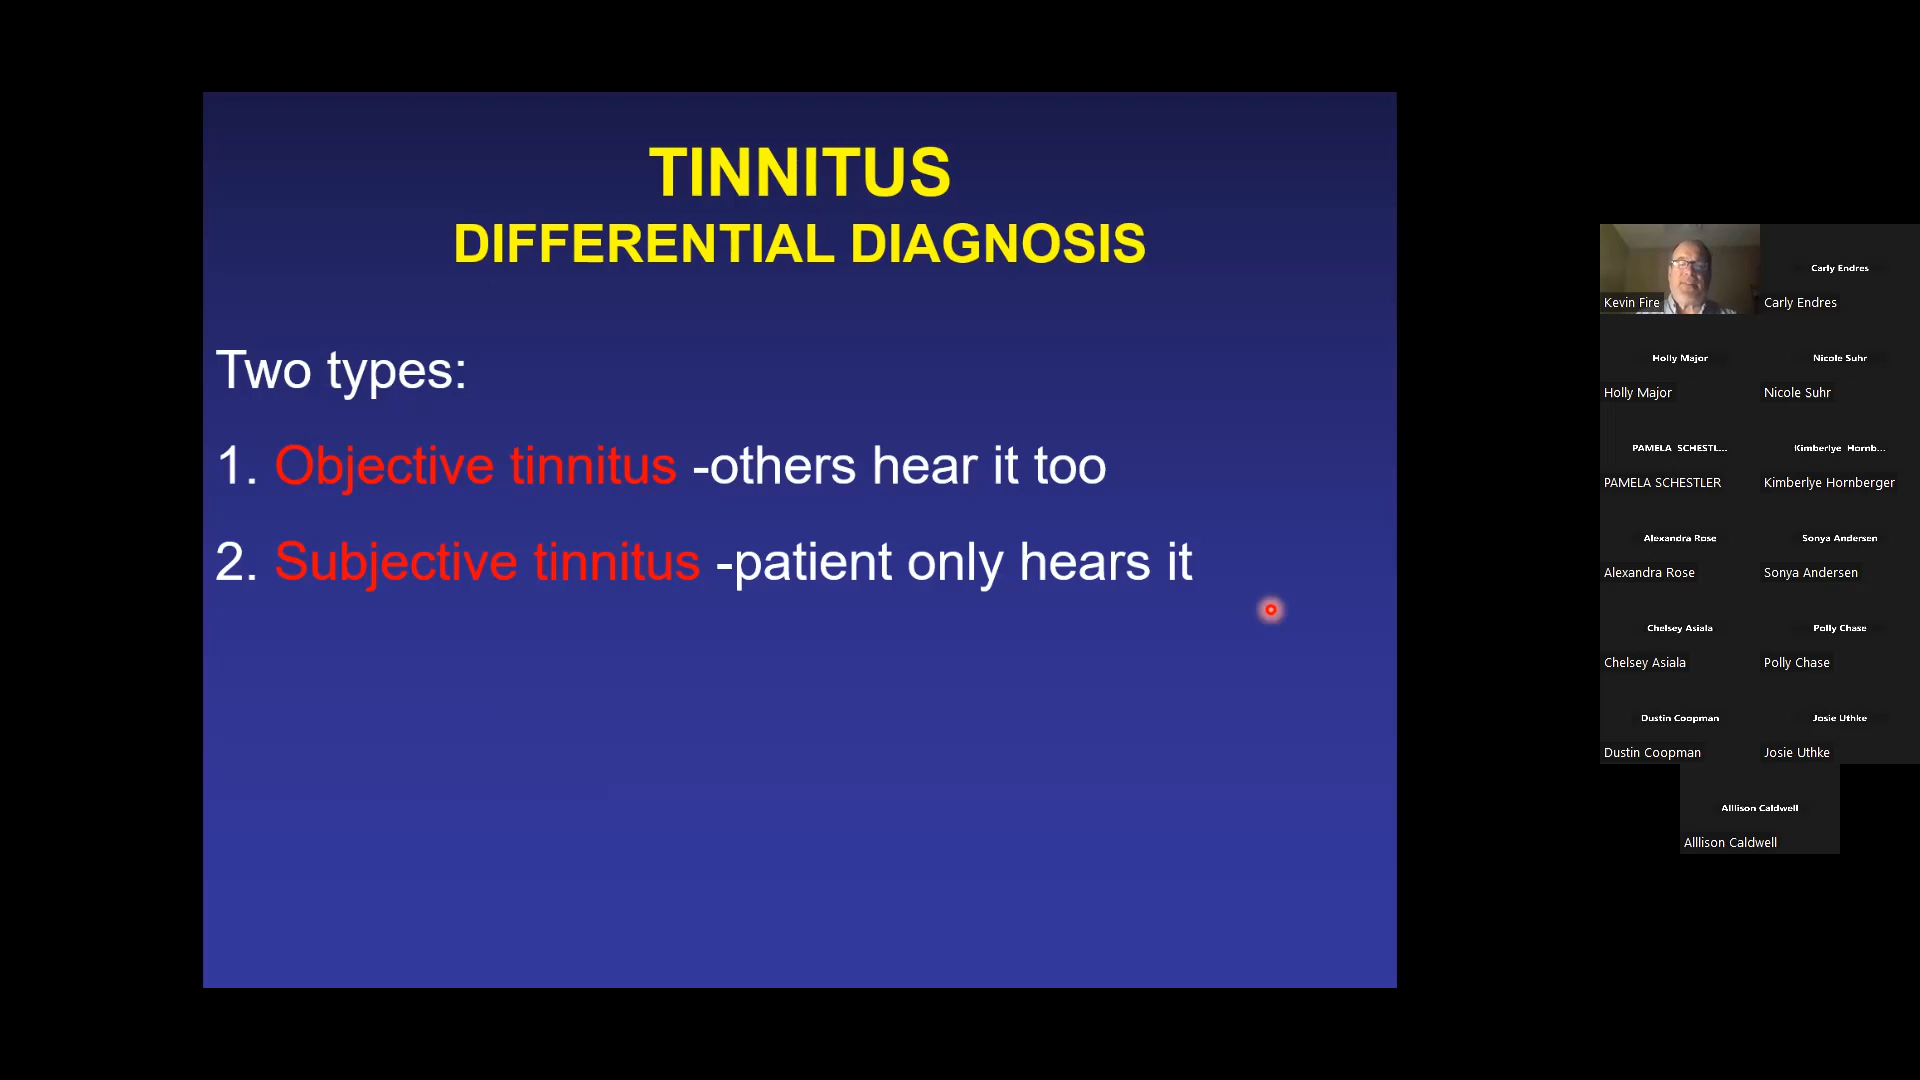 TINNITUS
DIFFERENTIAL DIAGNOSIS
Two types:
1. Objective tinnitus -others hear it too
2. Subjective tinnitus -patient only hears it
Kevin Fire
Carly Endres
Carly Endres
Holly Major
Holly Major
Nicole Suhr
Nicole Suhr
PAMELA SCHESTL...
PAMELA SCHESTLER
Kimberlye Hornb...
Kimberlye Hornberger
Alexandra Rose
Alexandra Rose
Sonya Andersen
Sonya Andersen
Chelsey Asiala
Chelsey Asiala
Polly Chase
Polly Chase
Dustin Coopman
Dustin Coopman
Josie Uthke
Josie Uthke
Alllison Caldwell
Alllison Caldwell